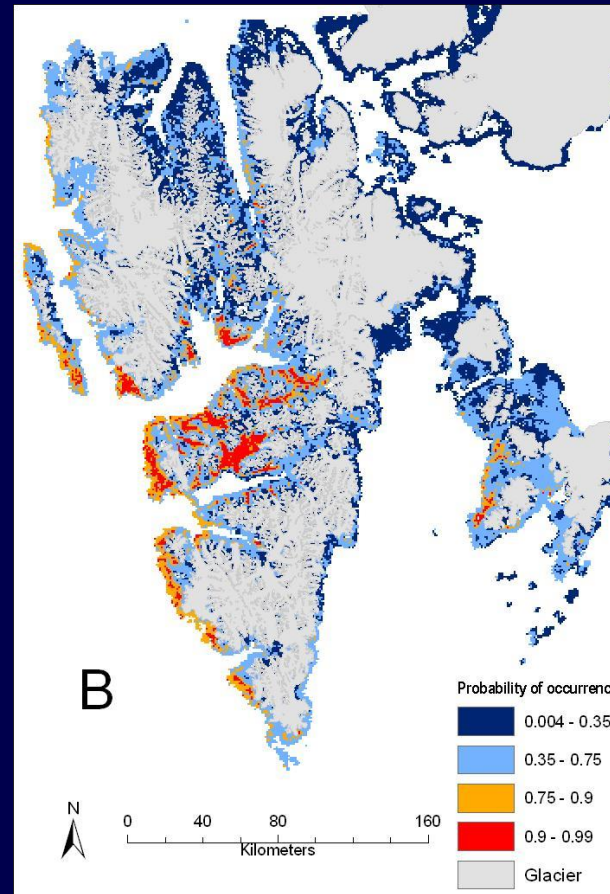 B
Probability of occurrenc
0.004 - 0.35
0.35 - 0.75
0.75 - 0.9
0.9 - 0.99
Glacier
N
0 40 80 160
Kilometers